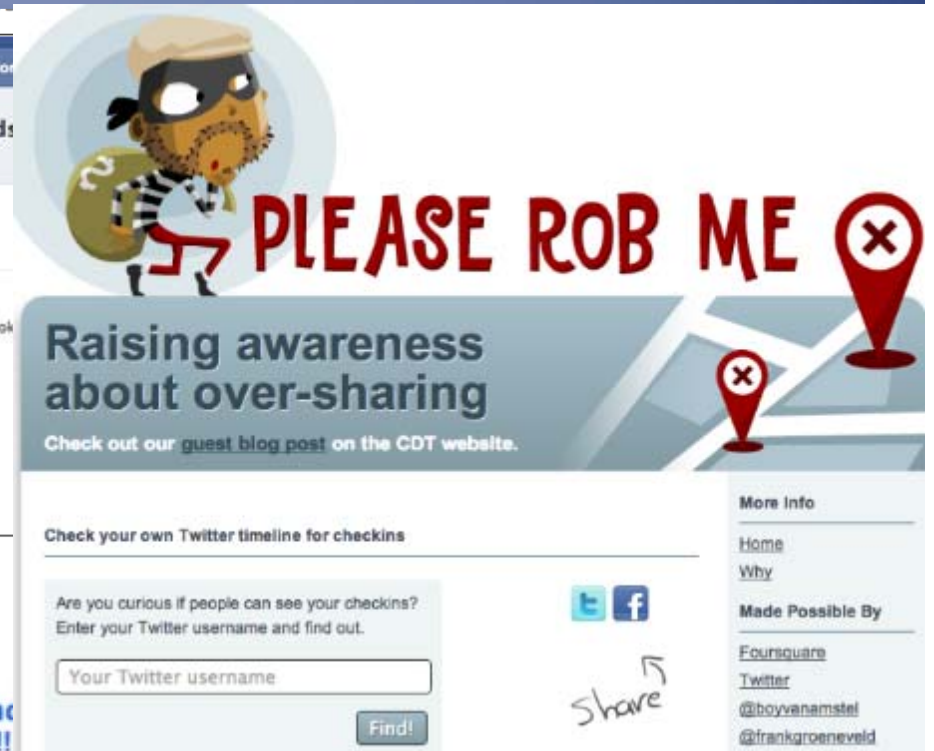 PLEASE ROB ME
Raising awareness
about over-sharing
Check out our guest blog post on the CDT website.
Check your own Twitter timeline for checkins
Are you curious if people can see your checkins?
Enter your Twitter username and find out.
Your Twitter username
Find!
share
More Info
Home
Why
Made Possible By
Foursquare
Twitter
@boyvanamstel
@frankgroeneveld